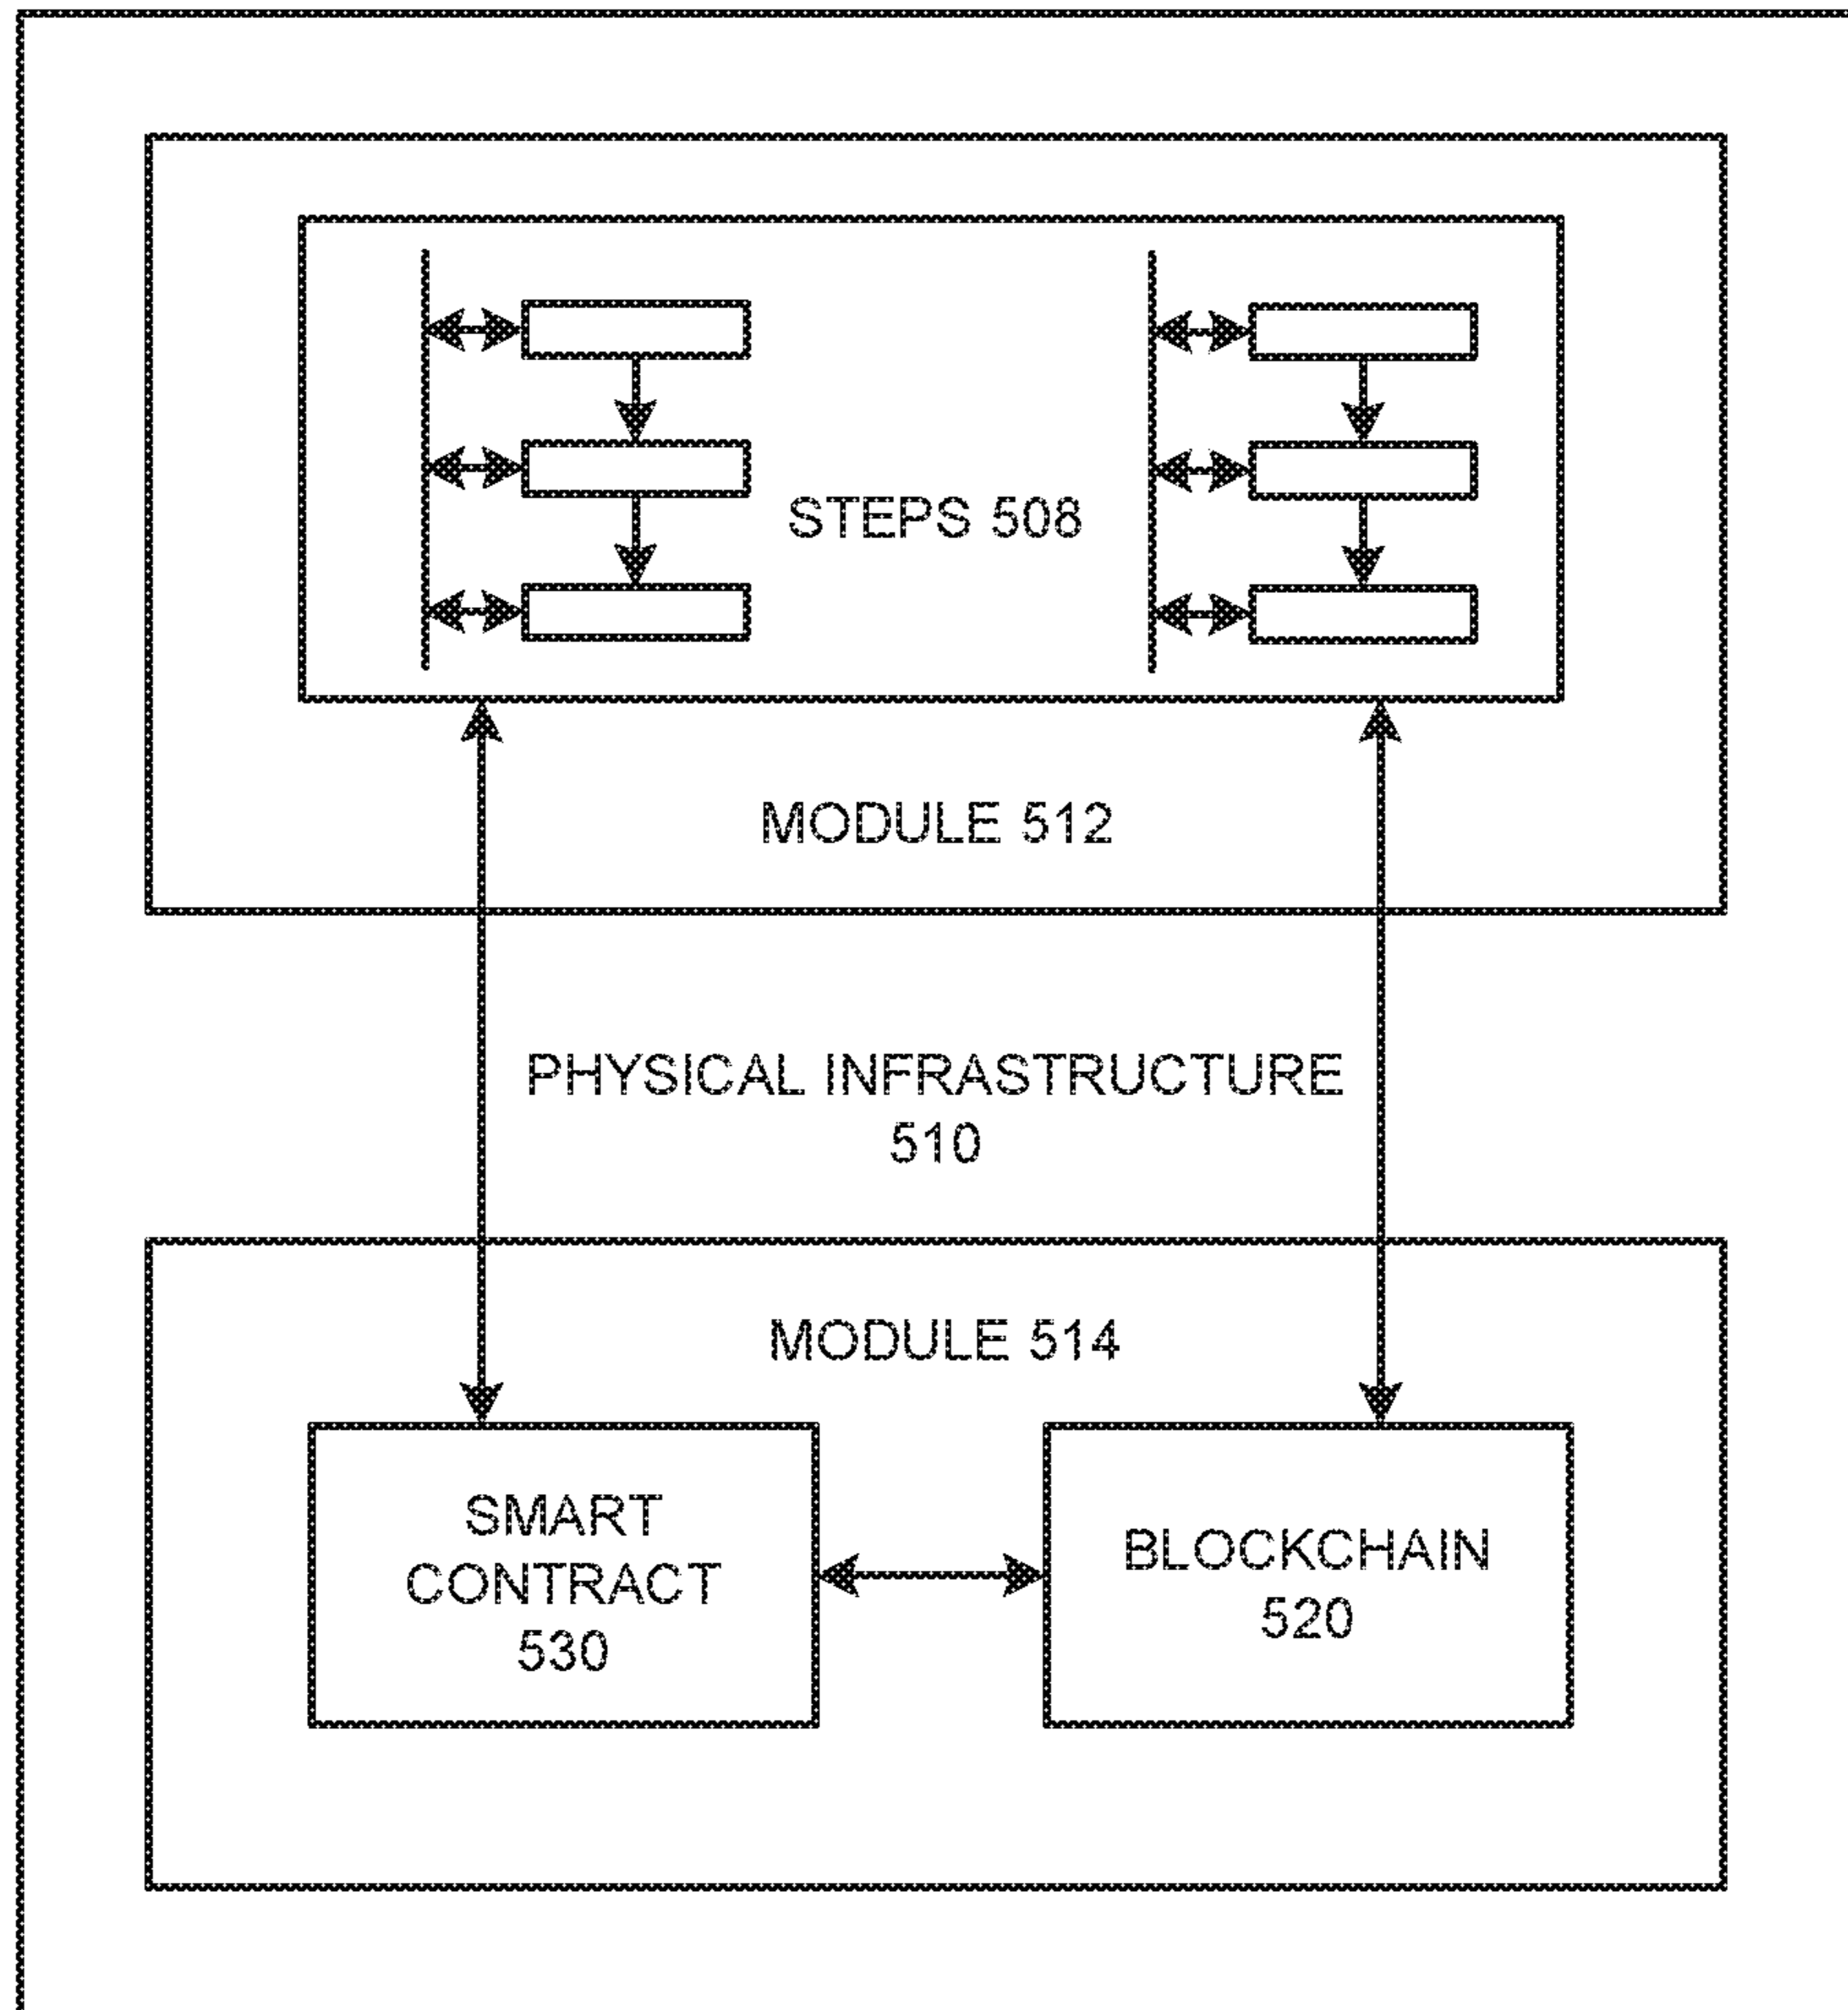 STEPS 508
MODULE 512
PHYSICAL INFRASTRUCTURE
510
MODULE 514
SMART
CONTRACT
530
BLOCKCHAIN
520